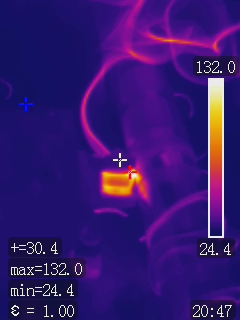 132.0
24.4
+=30.4
max=132.0
min=24.4
ε = 1.00
20:47